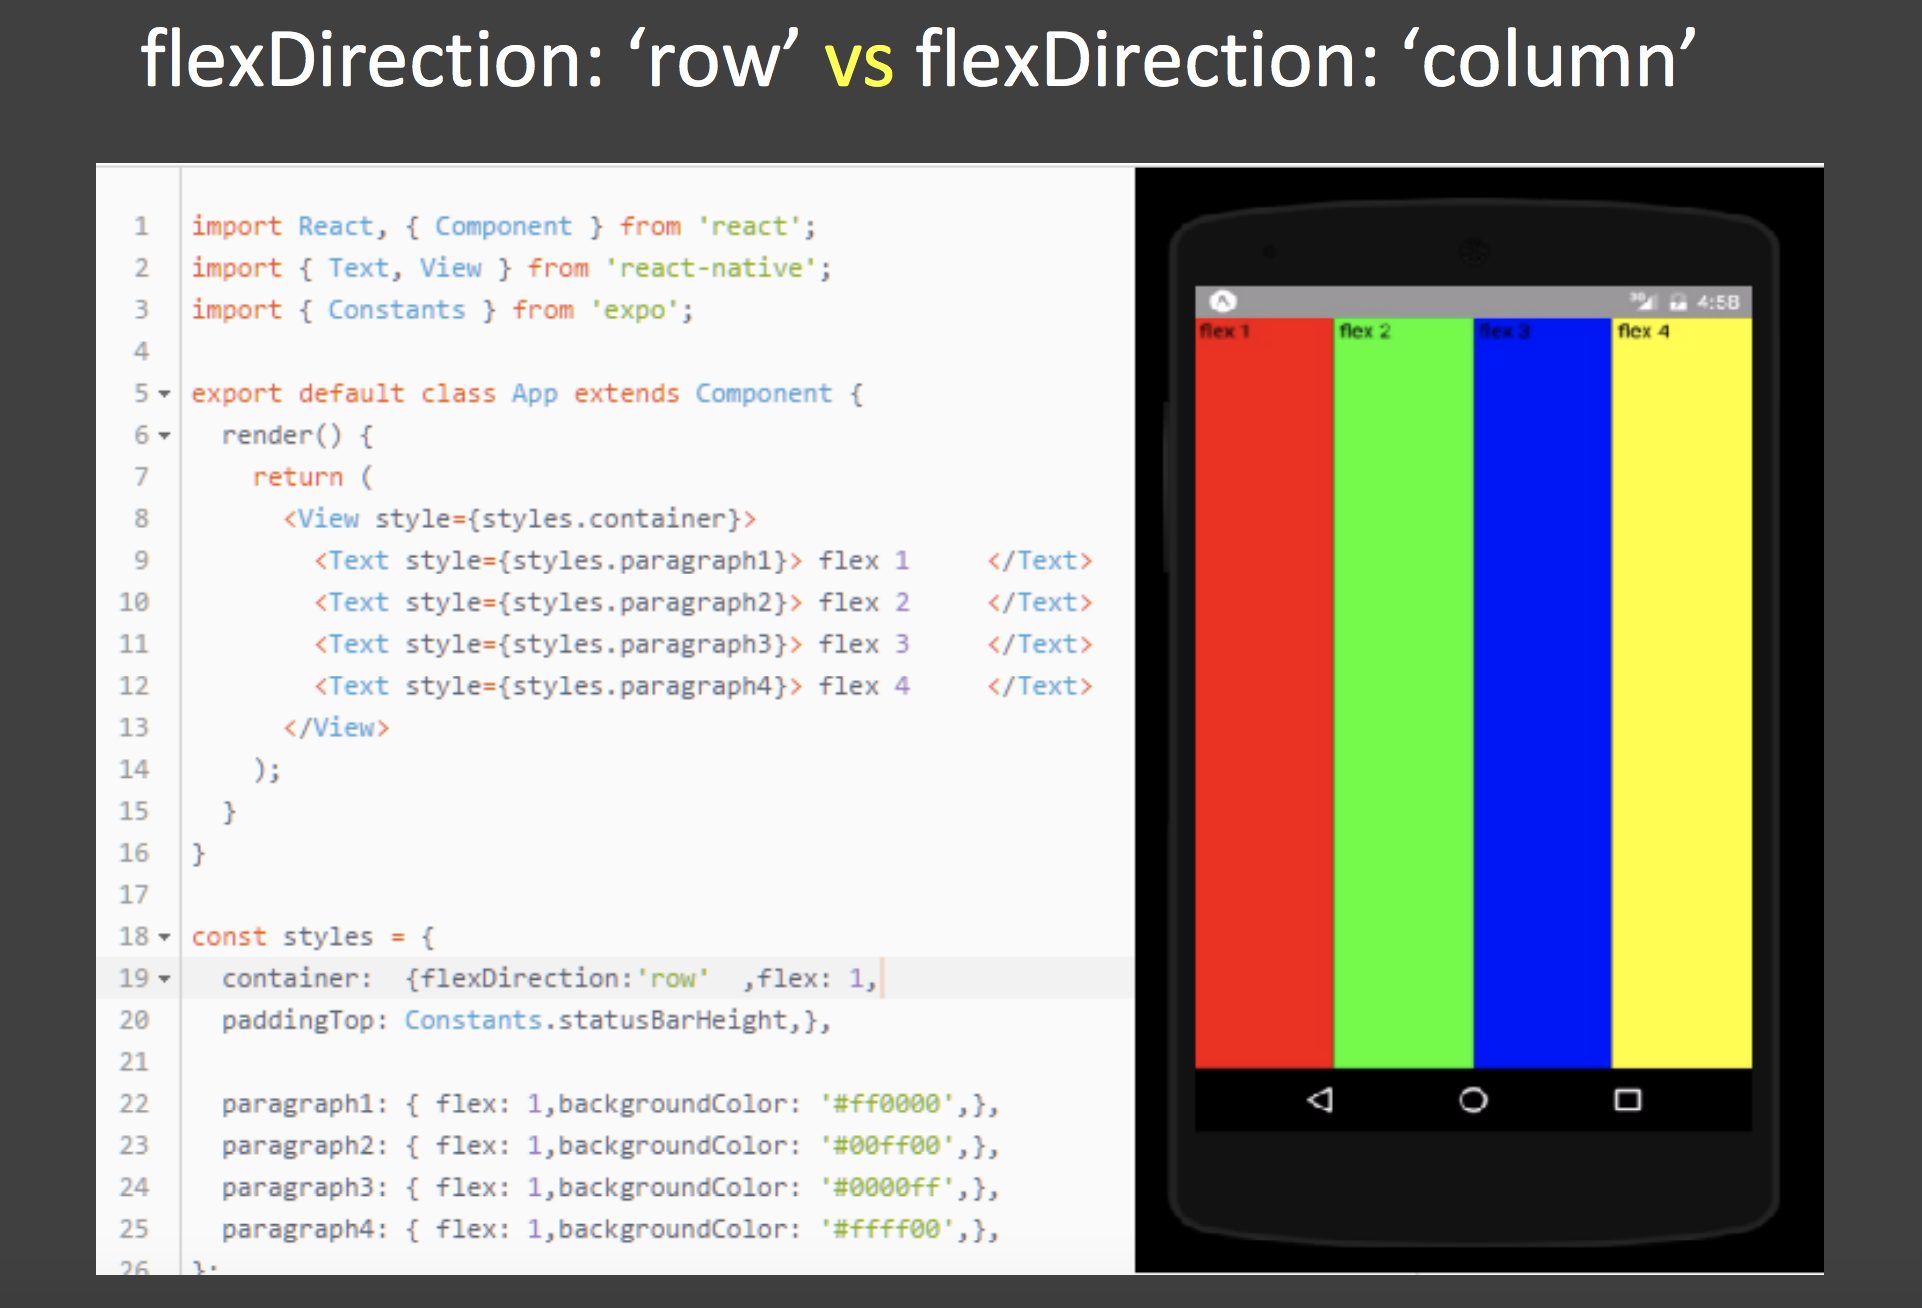 flexDirection: ‘row’ vs flexDirection: ‘column’
1 import React, { Component } from 'react';
2 import { Text, View } from 'react-native';
3 import { Constants } from 'expo';
4
5 export default class App extends Component {
6 render() {
7 return (
8 <View style={styles.container}>
9 <Text style={styles.paragraph1}> flex 1 </Text>
10 <Text style={styles.paragraph2}> flex 2 </Text>
11 <Text style={styles.paragraph3}> flex 3 </Text>
12 <Text style={styles.paragraph4}> flex 4 </Text>
13 </View>
14 );
15 }
16 }
17
18 const styles = {
19 container: {flexDirection:'row' ,flex: 1,
20 paddingTop: Constants.statusBarHeight,},
21
22 paragraph1: { flex: 1,backgroundColor: '#ff0000',},
23 paragraph2: { flex: 1,backgroundColor: '#00ff00',},
24 paragraph3: { flex: 1,backgroundColor: '#0000ff',},
25 paragraph4: { flex: 1,backgroundColor: '#ffff00',},
26 };
3G 4:58
flex 1 flex 2 flex 3 flex 4